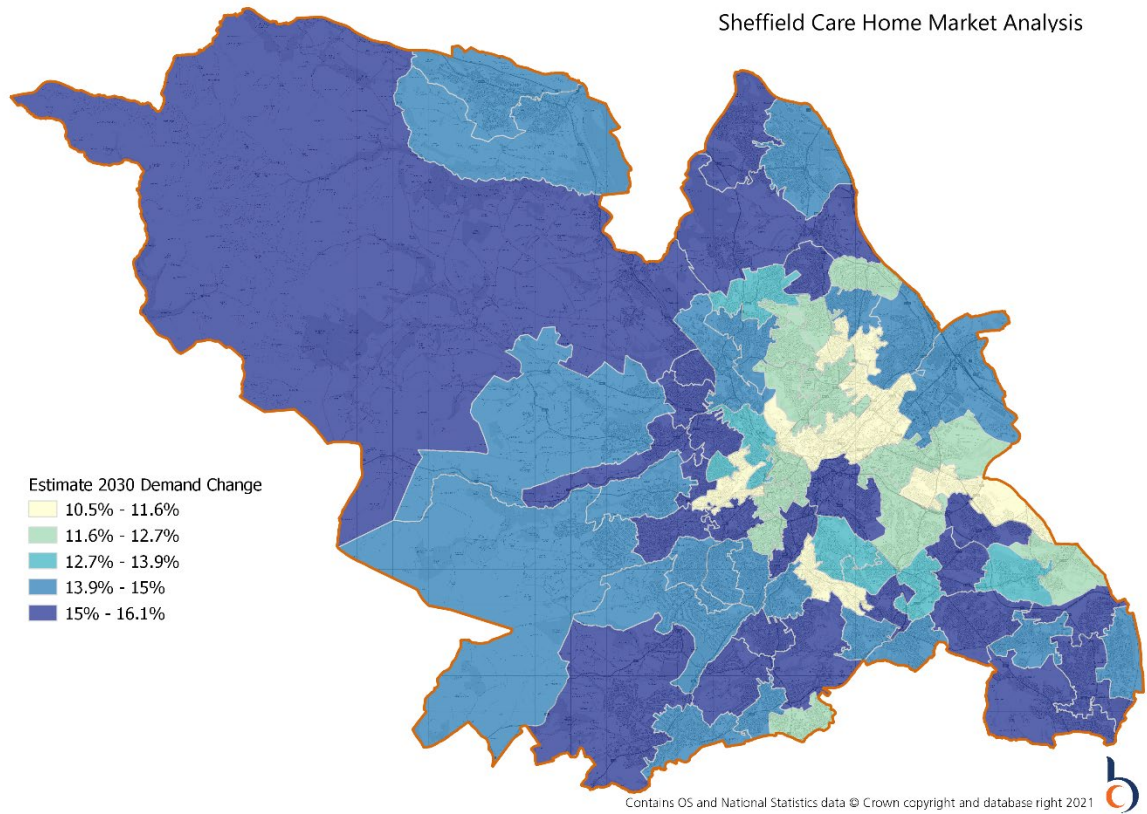 Sheffield Care Home Market Analysis
Estimate 2030 Demand Change
10.5% - 11.6%
11.6% - 12.7%
12.7% - 13.9%
13.9% - 15%
15% - 16.1%
Contains OS and National Statistics data © Crown copyright and database right 2021